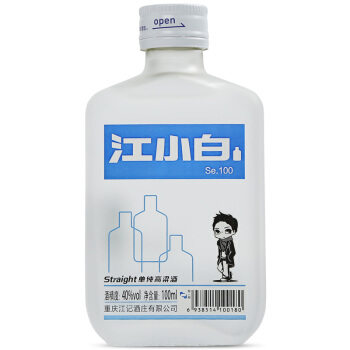 open
江小白
Se.100
Straight 单纯高粱酒
酒精度: 40%vol 净含量: 100ml
重庆江记酒庄有限公司
6 938514 100180